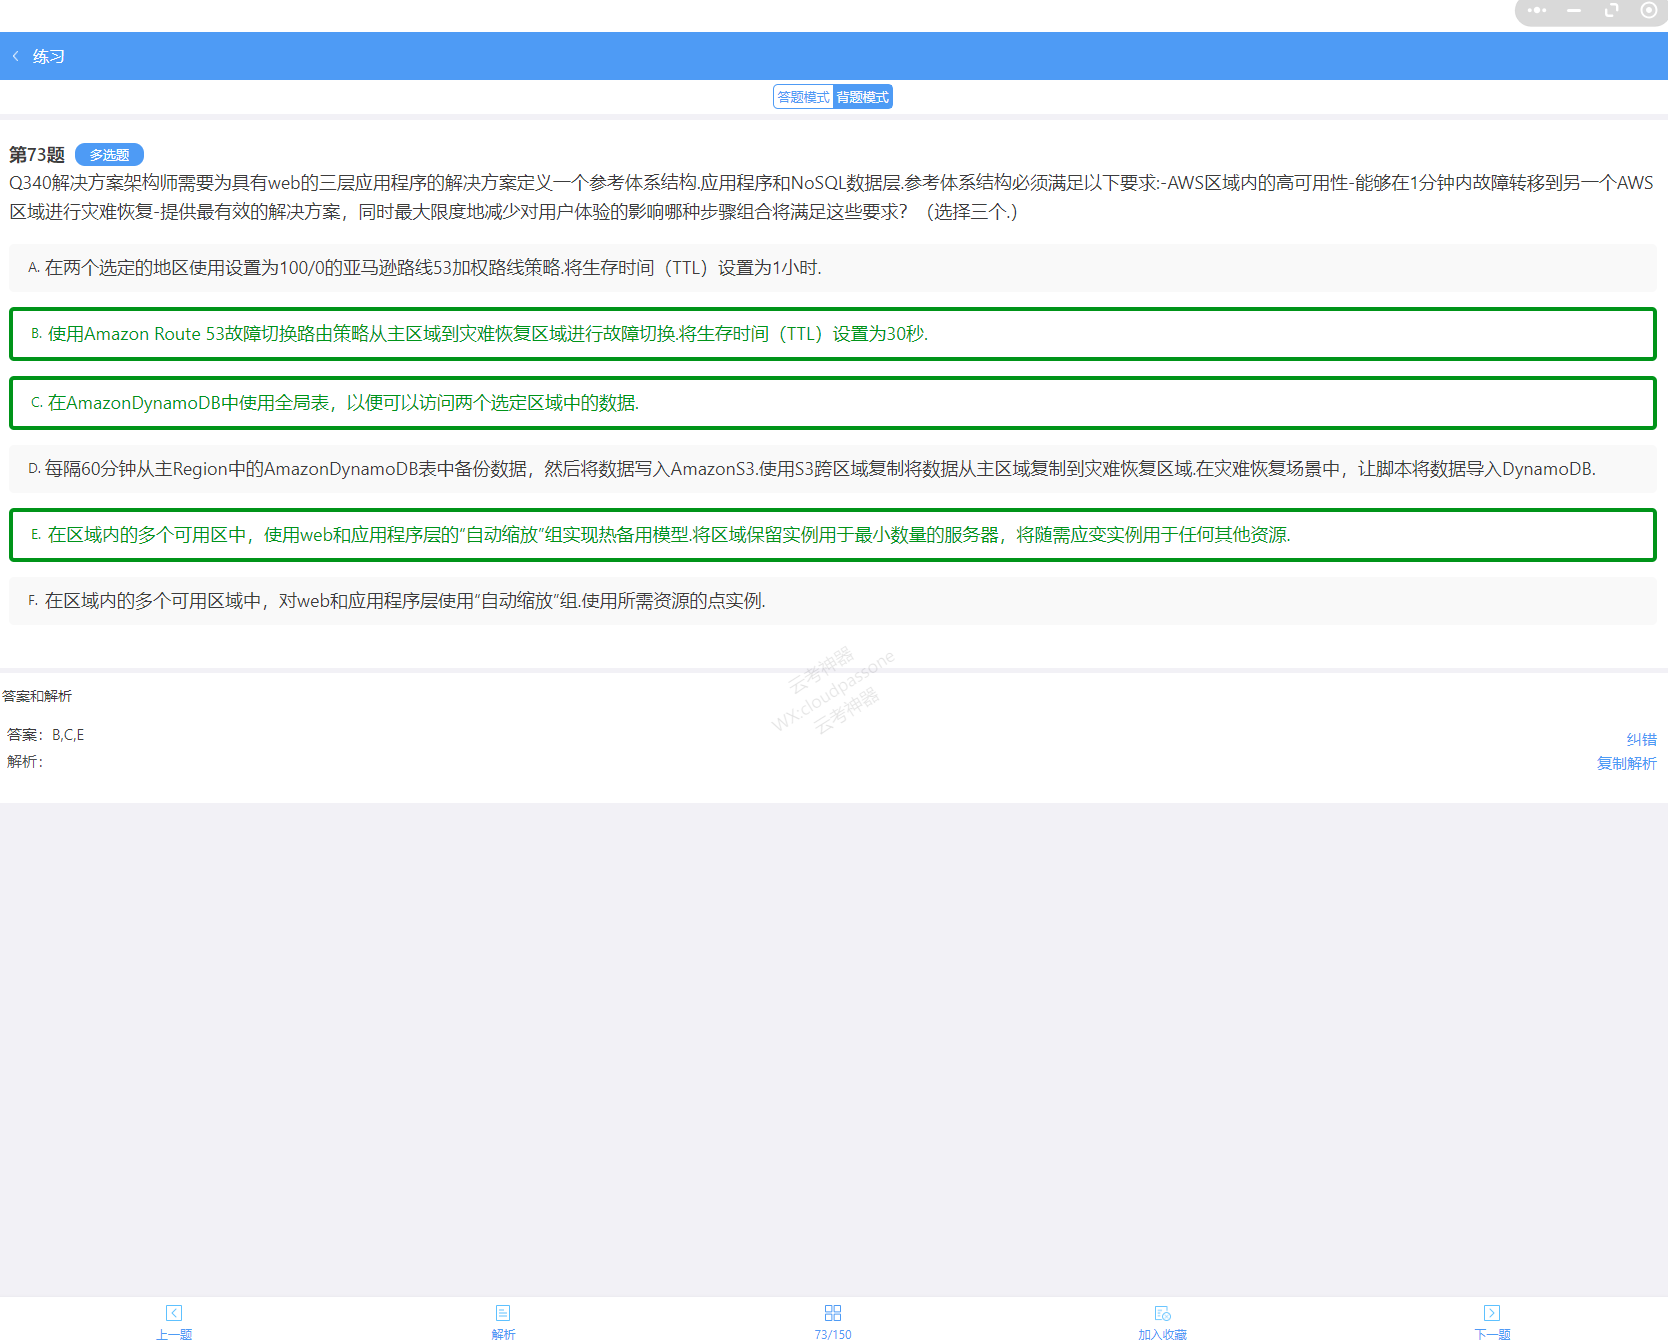 练习
答题模式 背题模式
第73题 多选题
Q340解决方案架构师需要为具有web的三层应用程序的解决方案定义一个参考体系结构.应用程序和NoSQL数据层.参考体系结构必须满足以下要求:-AWS区域内的高可用性-能够在1分钟内故障转移到另一个AWS
区域进行灾难恢复-提供最有效的解决方案，同时最大限度地减少对用户体验的影响哪种步骤组合将满足这些要求？（选择三个.）
A. 在两个选定的地区使用设置为100/0的亚马逊路线53加权路线策略.将生存时间（TTL）设置为1小时.
B. 使用Amazon Route 53故障切换路由策略从主区域到灾难恢复区域进行故障切换.将生存时间（TTL）设置为30秒.
C. 在AmazonDynamoDB中使用全局表，以便可以访问两个选定区域中的数据.
D. 每隔60分钟从主Region中的AmazonDynamoDB表中备份数据，然后将数据写入AmazonS3.使用S3跨区域复制将数据从主区域复制到灾难恢复区域.在灾难恢复场景中，让脚本将数据导入DynamoDB.
E. 在区域内的多个可用区中，使用web和应用程序层的“自动缩放”组实现热备用模型.将区域保留实例用于最小数量的服务器，将随需应变实例用于任何其他资源.
F. 在区域内的多个可用区域中，对web和应用程序层使用“自动缩放”组.使用所需资源的点实例.
云考神器
WX:cloudpassone
云考神器
答案和解析
答案：B,C,E
纠错
解析：
复制解析
上一题 解析 73/150 加入收藏 下一题